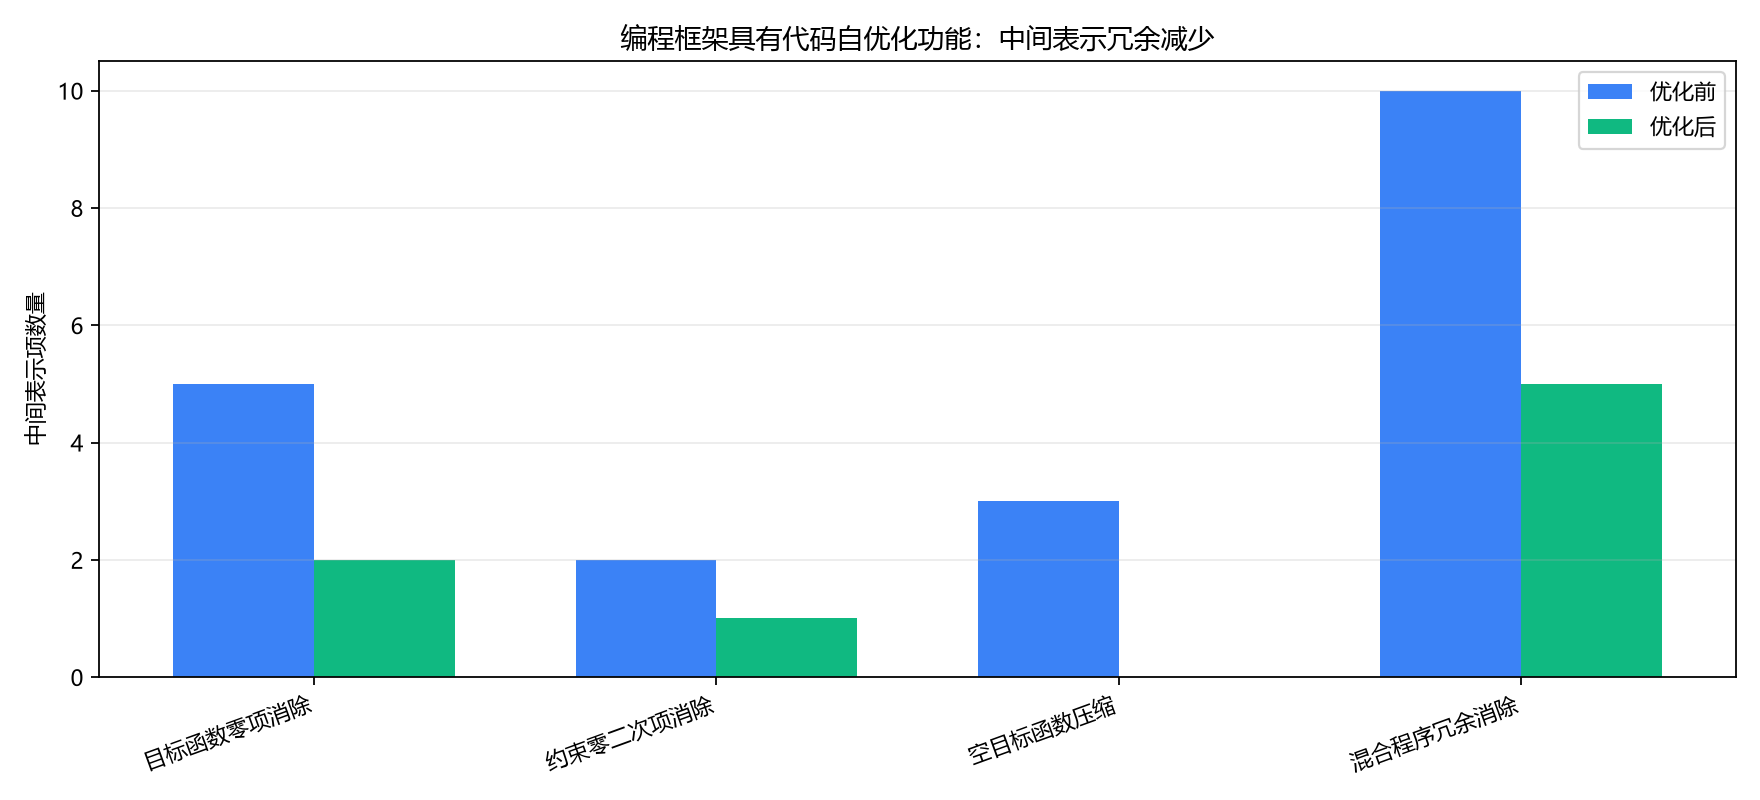 编程框架具有代码自优化功能：中间表示冗余减少
优化前
优化后
中间表示项数量
10
8
6
4
2
0
目标函数零项消除
约束零二次项消除
空目标函数压缩
混合程序冗余消除